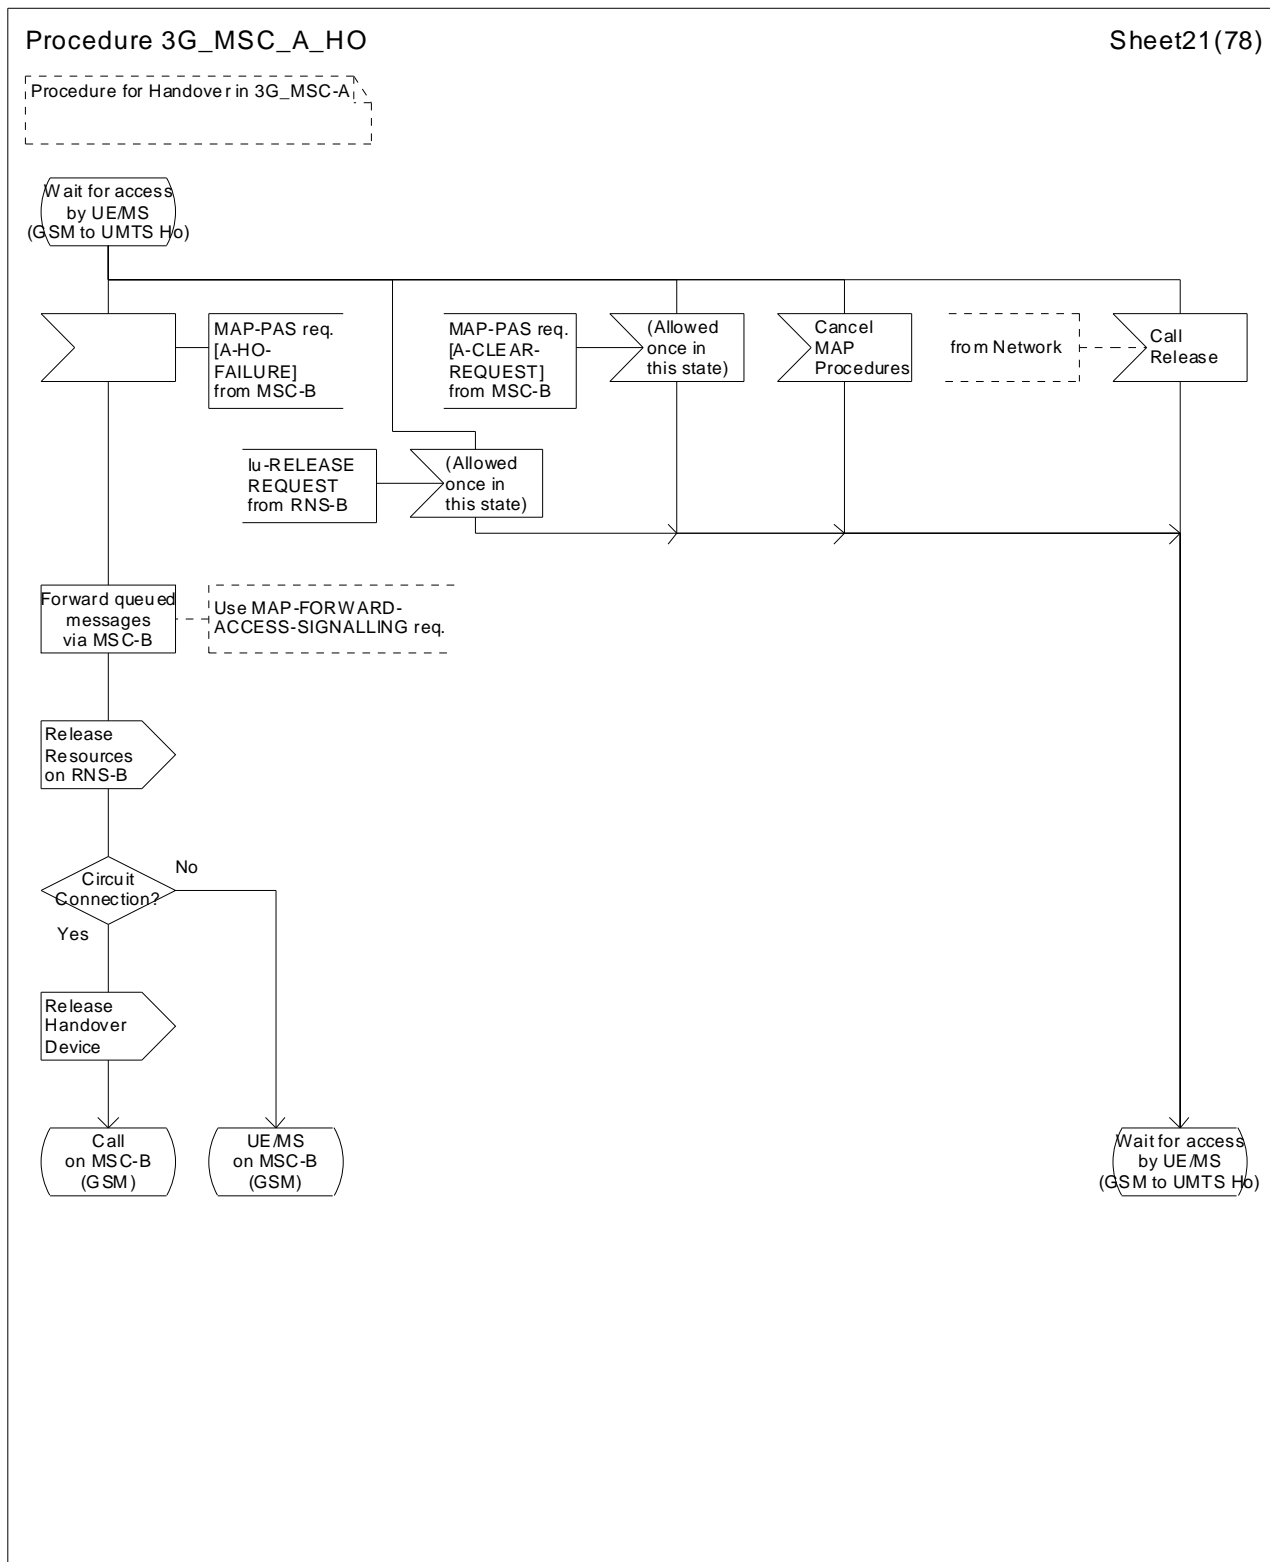 Procedure 3G_MSC_A_HO
Sheet21(78)
Procedure for Handover in 3G_MSC-A
Wait for access
by UE/MS
(GSM to UMTS Ho)
MAP-PAS req.
[A-HO-
FAILURE]
from MSC-B
MAP-PAS req.
[A-CLEAR-
REQUEST]
from MSC-B
(Allowed
once in
this state)
Cancel
MAP
Procedures
from Network
Call
Release
Iu-RELEASE
REQUEST
from RNS-B
(Allowed
once in
this state)
Forward queued
messages
via MSC-B
Use MAP-FORWARD-
ACCESS-SIGNALLING req.
Release
Resources
on RNS-B
Circuit
Connection?
No
Yes
Release
Handover
Device
Call
on MSC-B
(GSM)
UE/MS
on MSC-B
(GSM)
Wait for access
by UE/MS
(GSM to UMTS Ho)